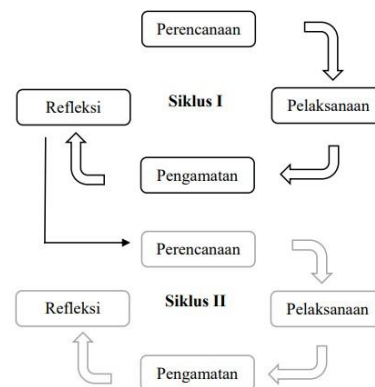 Perencanaan
Refleksi
Siklus I
Pelaksanaan
Pengamatan
Perencanaan
Refleksi
Siklus II
Pelaksanaan
Pengamatan